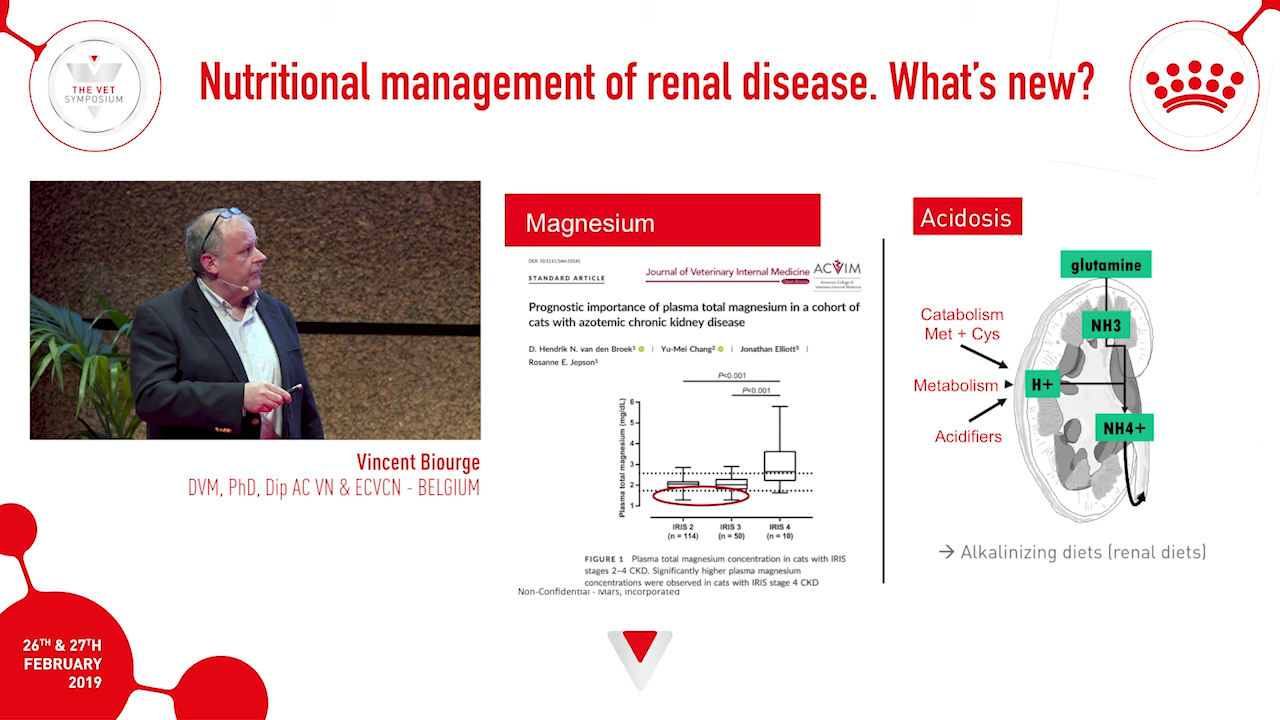 THE VET
SYMPOSIUM
Nutritional management of renal disease. What's new?
Vincent Biourge
DVM, PhD, Dip AC VN & ECVCN - BELGIUM
26TH & 27TH
FEBRUARY
2019
Magnesium
DOI: 10.1111/jvim.15141
STANDARD ARTICLE
Journal of Veterinary Internal Medicine
Open Access
ACVIM
American College of
Veterinary Internal Medicine
Prognostic importance of plasma total magnesium in a cohort of
cats with azotemic chronic kidney disease
D. Hendrik N. van den Broek¹ | Yu-Mei Chang² | Jonathan Elliott³ |
Rosanne E. Jepson¹
P<0.001
P<0.001
Plasma total magnesium (mg/dL)
6
5
4
3
2
1
IRIS 2 IRIS 3 IRIS 4
(n = 114) (n = 50) (n = 10)
FIGURE 1 Plasma total magnesium concentration in cats with IRIS
stages 2–4 CKD. Significantly higher plasma magnesium
concentrations were observed in cats with IRIS stage 4 CKD
Non-Confidential - Mars, Incorporated
Acidosis
glutamine
Catabolism
Met + Cys
NH3
Metabolism
H+
Acidifiers
NH4+
→ Alkalinizing diets (renal diets)